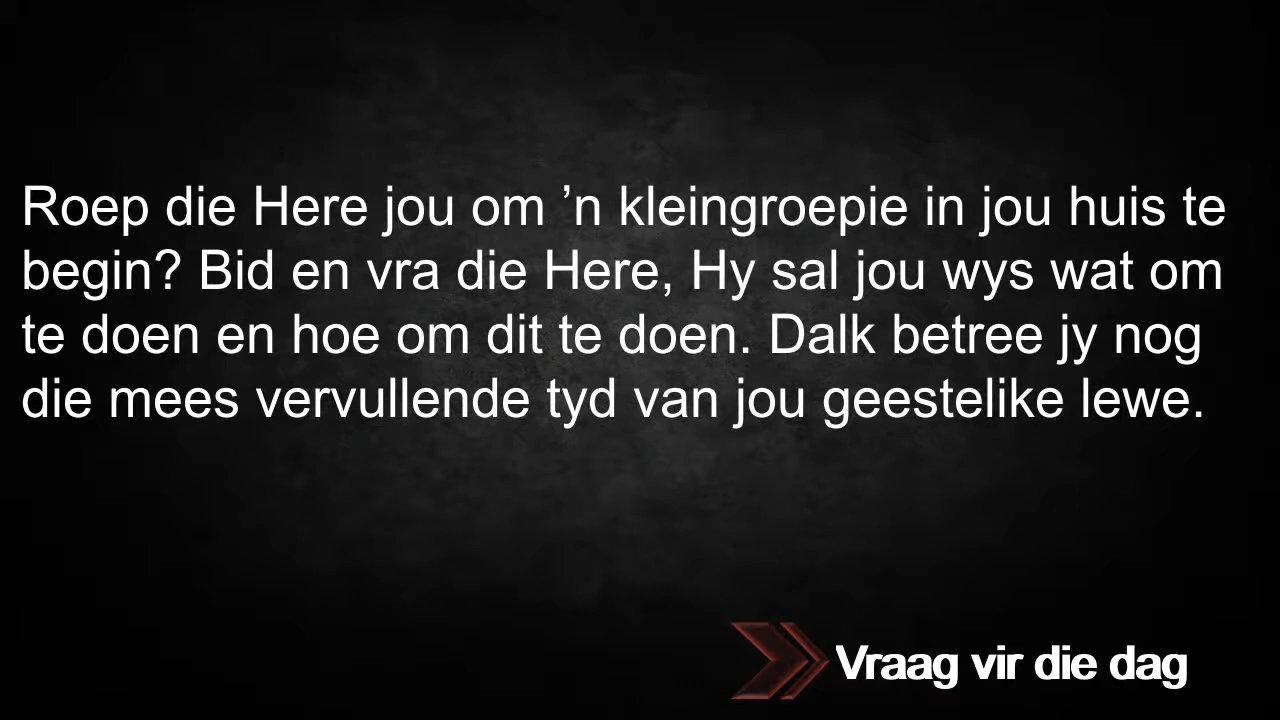 Roep die Here jou om ’n kleingroepie in jou huis te
begin? Bid en vra die Here, Hy sal jou wys wat om
te doen en hoe om dit te doen. Dalk betree jy nog
die mees vervullende tyd van jou geestelike lewe.
Vraag vir die dag